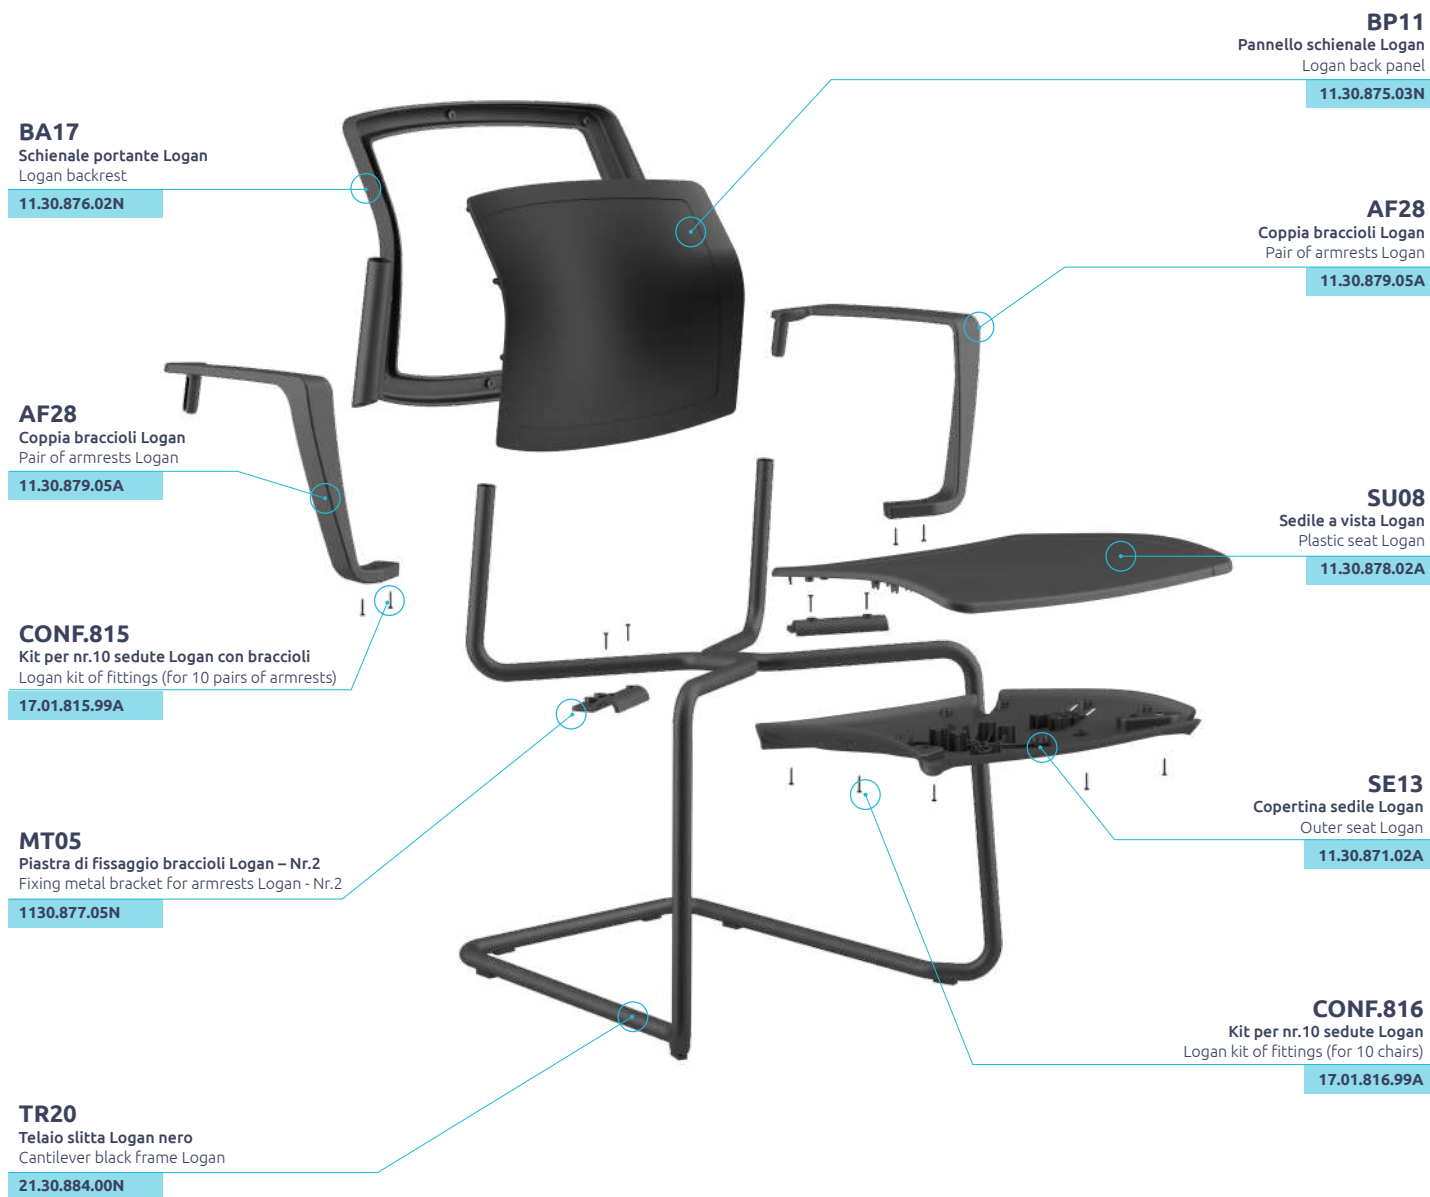 BP11
Pannello schienale Logan
Logan back panel
11.30.875.03N
BA17
Schienale portante Logan
Logan backrest
11.30.876.02N
AF28
Coppia braccioli Logan
Pair of armrests Logan
11.30.879.05A
AF28
Coppia braccioli Logan
Pair of armrests Logan
11.30.879.05A
SU08
Sedile a vista Logan
Plastic seat Logan
11.30.878.02A
CONF.815
Kit per nr.10 sedute Logan con braccioli
Logan kit of fittings (for 10 pairs of armrests)
17.01.815.99A
SE13
Copertina sedile Logan
Outer seat Logan
11.30.871.02A
MT05
Piastra di fissaggio braccioli Logan – Nr.2
Fixing metal bracket for armrests Logan - Nr.2
1130.877.05N
CONF.816
Kit per nr.10 sedute Logan
Logan kit of fittings (for 10 chairs)
17.01.816.99A
TR20
Telaio slitta Logan nero
Cantilever black frame Logan
21.30.884.00N